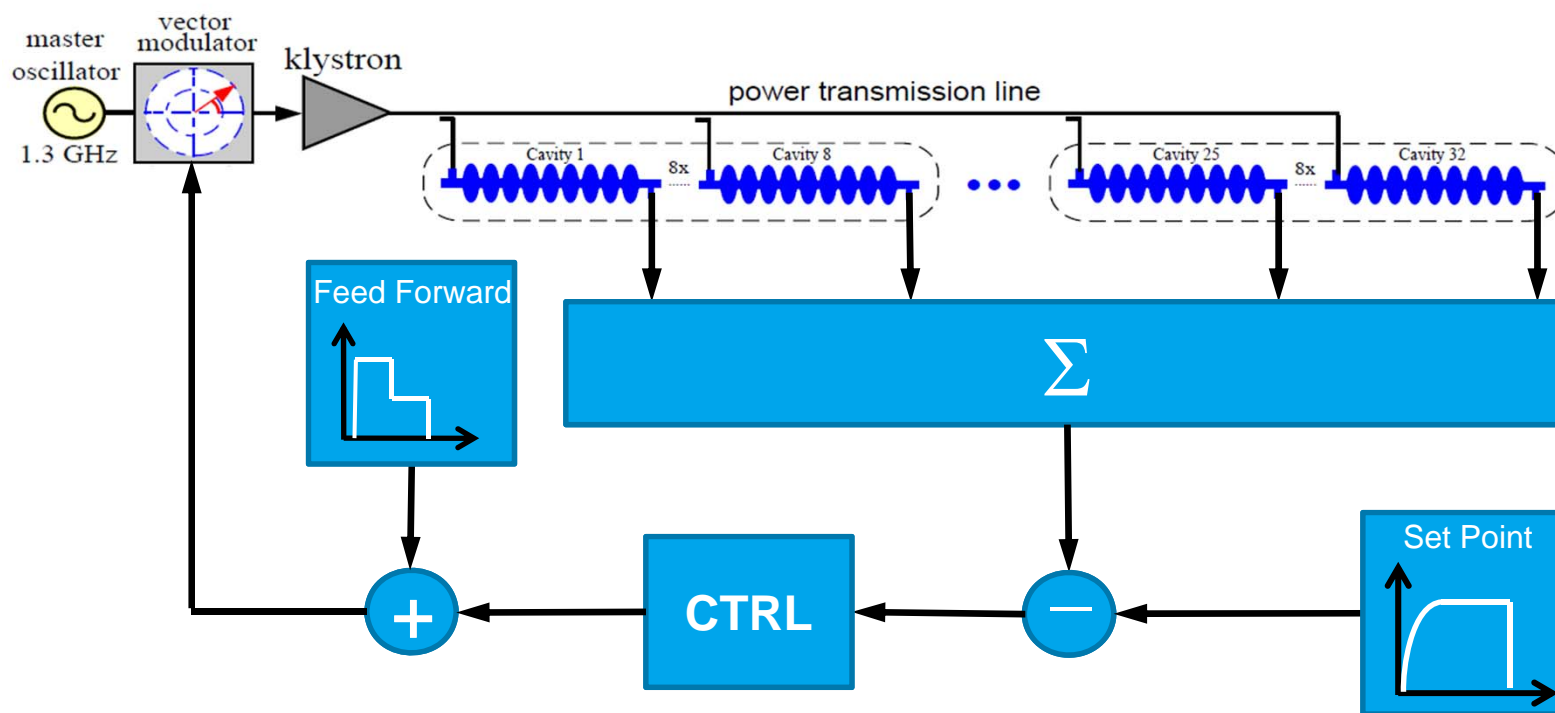 master
oscillator
1.3 GHz
vector
modulator
klystron
power transmission line
Cavity 1
8x
Cavity 8
Cavity 25
8x
Cavity 32
Feed Forward
Σ
Set Point
+
CTRL
−